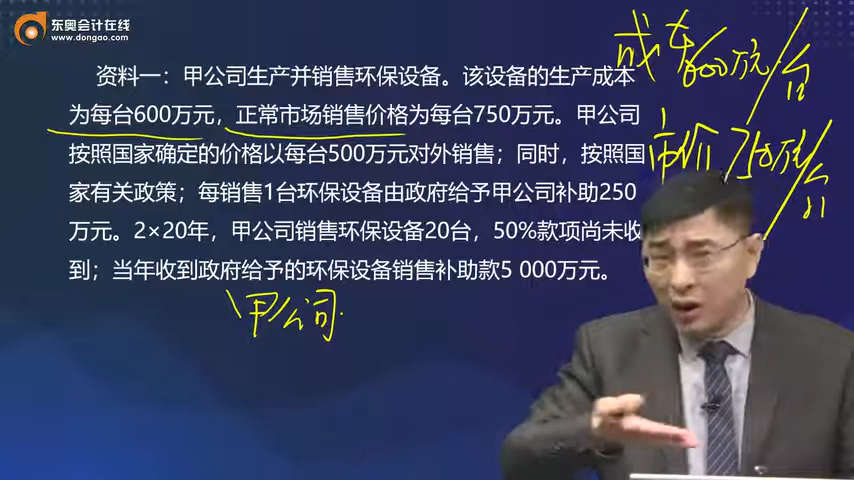 东奥会计在线
www.dongao.com
资料一：甲公司生产并销售环保设备。该设备的生产成本
为每台600万元，正常市场销售价格为每台750万元。甲公司
按照国家确定的价格以每台500万元对外销售；同时，按照国
家有关政策；每销售1台环保设备由政府给予甲公司补助250
万元。2×20年，甲公司销售环保设备20台，50%款项尚未收
到；当年收到政府给予的环保设备销售补助款5 000万元。
成本600万元/台
市价750万元/台
甲公司